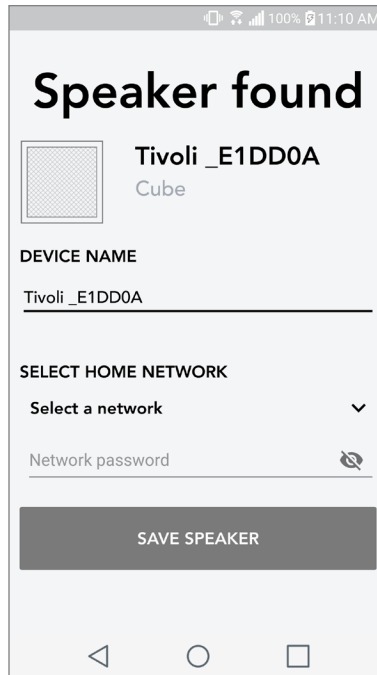 100% 11:10 AM
Speaker found
Tivoli _E1DD0A
Cube
DEVICE NAME
Tivoli _E1DD0A
SELECT HOME NETWORK
Select a network
Network password
SAVE SPEAKER